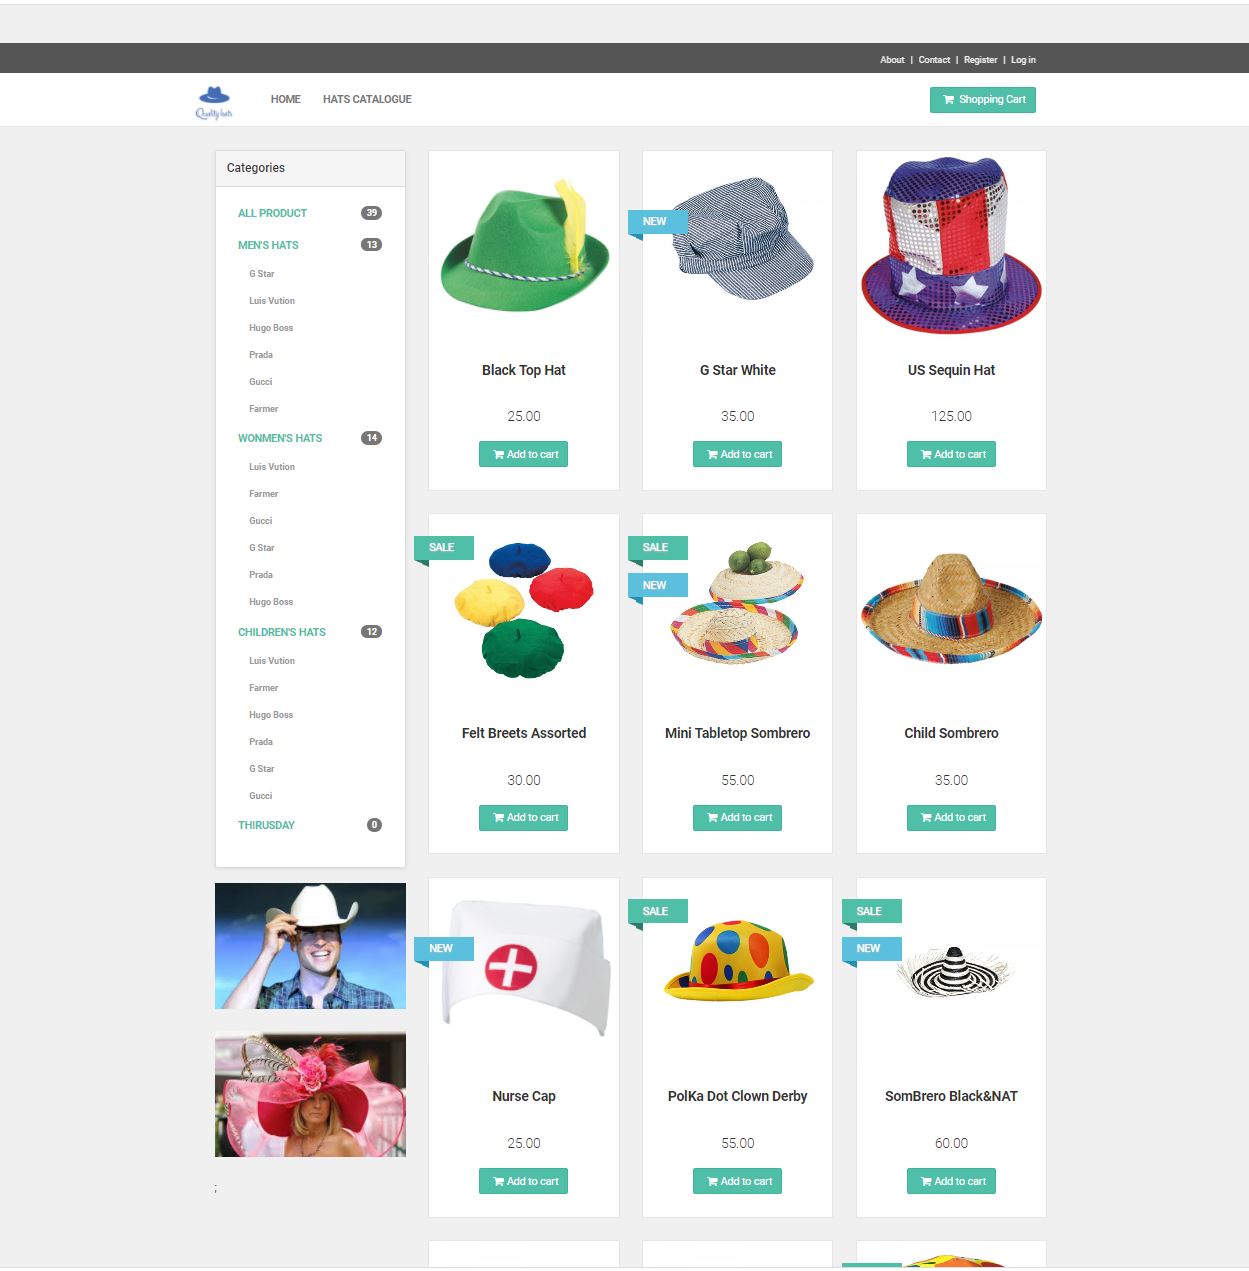 About | Contact | Register | Log in
Quality hats
HOME HATS CATALOGUE
Shopping Cart
Categories
ALL PRODUCT 39
MEN'S HATS 13
G Star
Luis Vution
Hugo Boss
Prada
Gucci
Farmer
WONMEN'S HATS 14
Luis Vution
Farmer
Gucci
G Star
Prada
Hugo Boss
CHILDREN'S HATS 12
Luis Vution
Farmer
Hugo Boss
Prada
G Star
Gucci
THIRUSDAY 0
;
Black Top Hat
25.00
Add to cart
NEW
G Star White
35.00
Add to cart
US Sequin Hat
125.00
Add to cart
SALE
Felt Breets Assorted
30.00
Add to cart
SALE
NEW
Mini Tabletop Sombrero
55.00
Add to cart
Child Sombrero
35.00
Add to cart
NEW
Nurse Cap
25.00
Add to cart
SALE
PolKa Dot Clown Derby
55.00
Add to cart
SALE
NEW
SomBrero Black&NAT
60.00
Add to cart